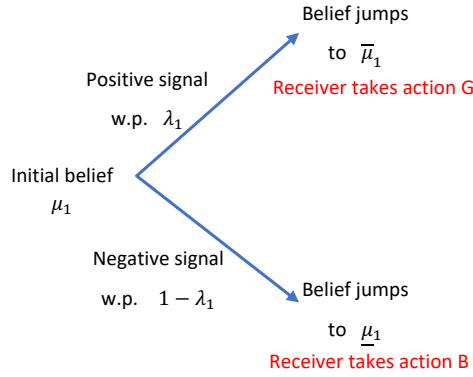 Belief jumps
to μ̅₁
Receiver takes action G
Positive signal
w.p. λ₁
Initial belief
μ₁
Negative signal
w.p. 1 − λ₁
Belief jumps
to μ̲₁
Receiver takes action B